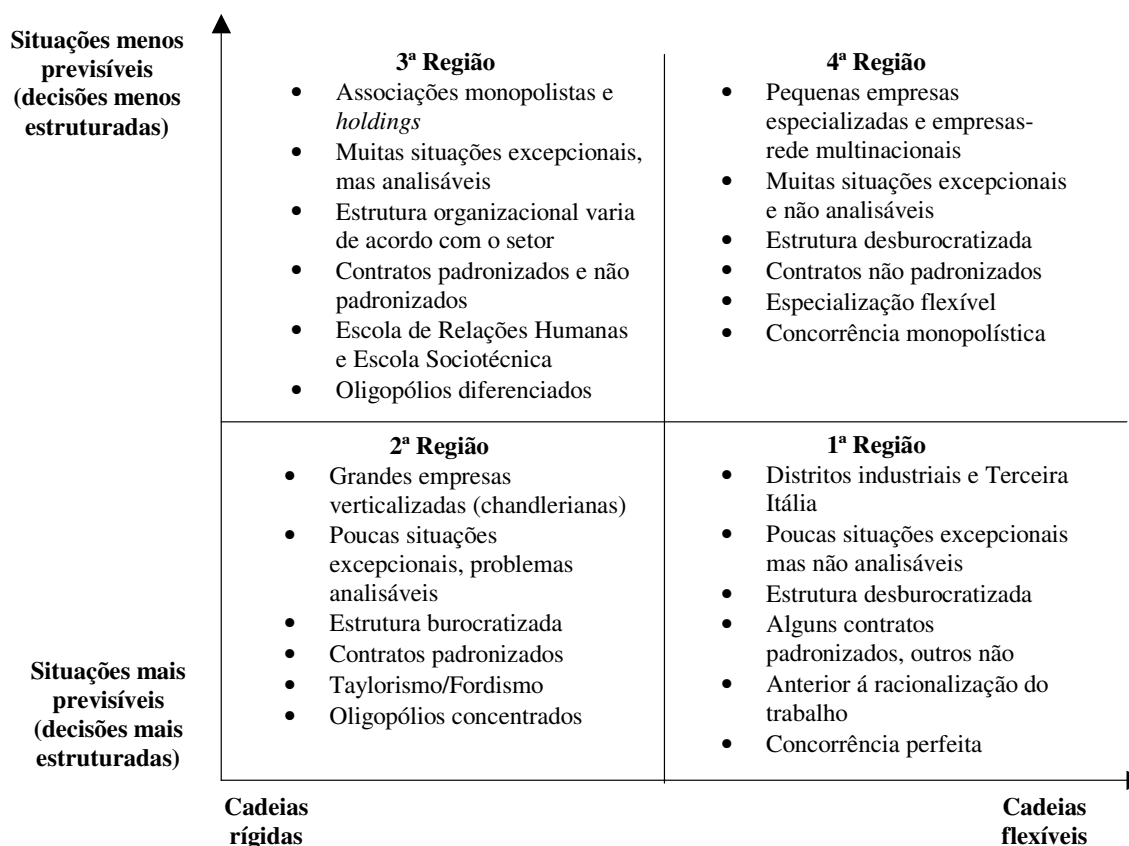 Situações menos
previsíveis
(decisões menos
estruturadas)
3ª Região
• Associações monopolistas e
holdings
• Muitas situações excepcionais,
mas analisáveis
• Estrutura organizacional varia
de acordo com o setor
• Contratos padronizados e não
padronizados
• Escola de Relações Humanas
e Escola Sociotécnica
• Oligopólios diferenciados
4ª Região
• Pequenas empresas
especializadas e empresas-
rede multinacionais
• Muitas situações excepcionais
e não analisáveis
• Estrutura desburocratizada
• Contratos não padronizados
• Especialização flexível
• Concorrência monopolística
2ª Região
• Grandes empresas
verticalizadas (chandlerianas)
• Poucas situações
excepcionais, problemas
analisáveis
• Estrutura burocratizada
• Contratos padronizados
• Taylorismo/Fordismo
• Oligopólios concentrados
1ª Região
• Distritos industriais e Terceira
Itália
• Poucas situações excepcionais
mas não analisáveis
• Estrutura desburocratizada
• Alguns contratos
padronizados, outros não
• Anterior á racionalização do
trabalho
• Concorrência perfeita
Situações mais
previsíveis
(decisões mais
estruturadas)
Cadeias
rígidas
Cadeias
flexíveis